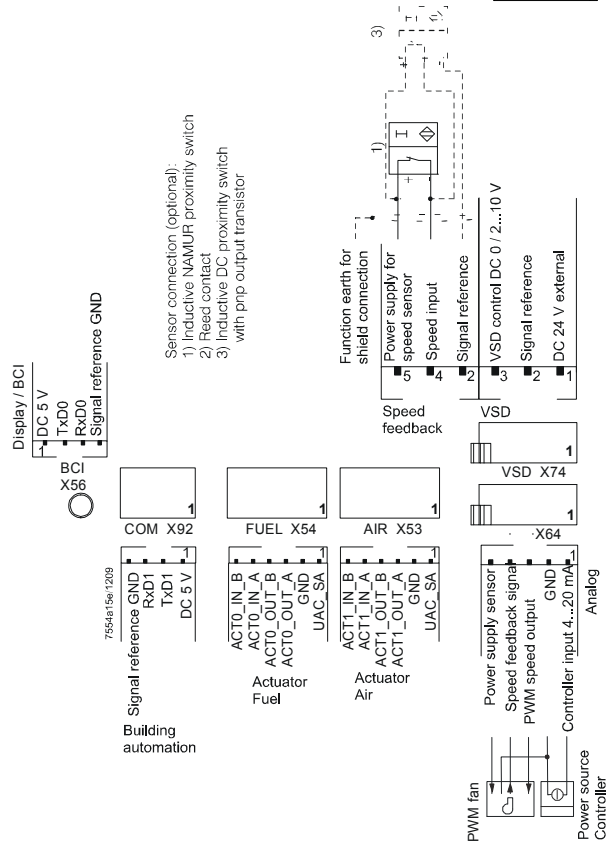 Display / BCI
1
DC 5 V
TxD0
RxD0
Signal reference GND
BCI
X56
Sensor connection (optional):
1) Inductive NAMUR proximity switch
2) Reed contact
3) Inductive DC proximity switch
with pnp output transistor
3)
1)
Function earth for
shield connection
Power supply for
speed sensor
Speed input
Signal reference
5
4
2
Speed
feedback
VSD control DC 0 / 2...10 V
Signal reference
DC 24 V external
3
2
1
VSD
1
COM X92
1
FUEL X54
1
AIR X53
1
VSD X74
1
X64
7554a15e/1209
Signal reference GND
RxD1
TxD1
DC 5 V
1
Building
automation
ACT0_IN_B
ACT0_IN_A
ACT0_OUT_B
ACT0_OUT_A
GND
UAC_SA
1
Actuator
Fuel
ACT1_IN_B
ACT1_IN_A
ACT1_OUT_B
ACT1_OUT_A
GND
UAC_SA
1
Actuator
Air
Power supply sensor
Speed feedback signal
PWM speed output
GND
Controller input 4...20 mA
1
Analog
PWM fan
Power source
Controller